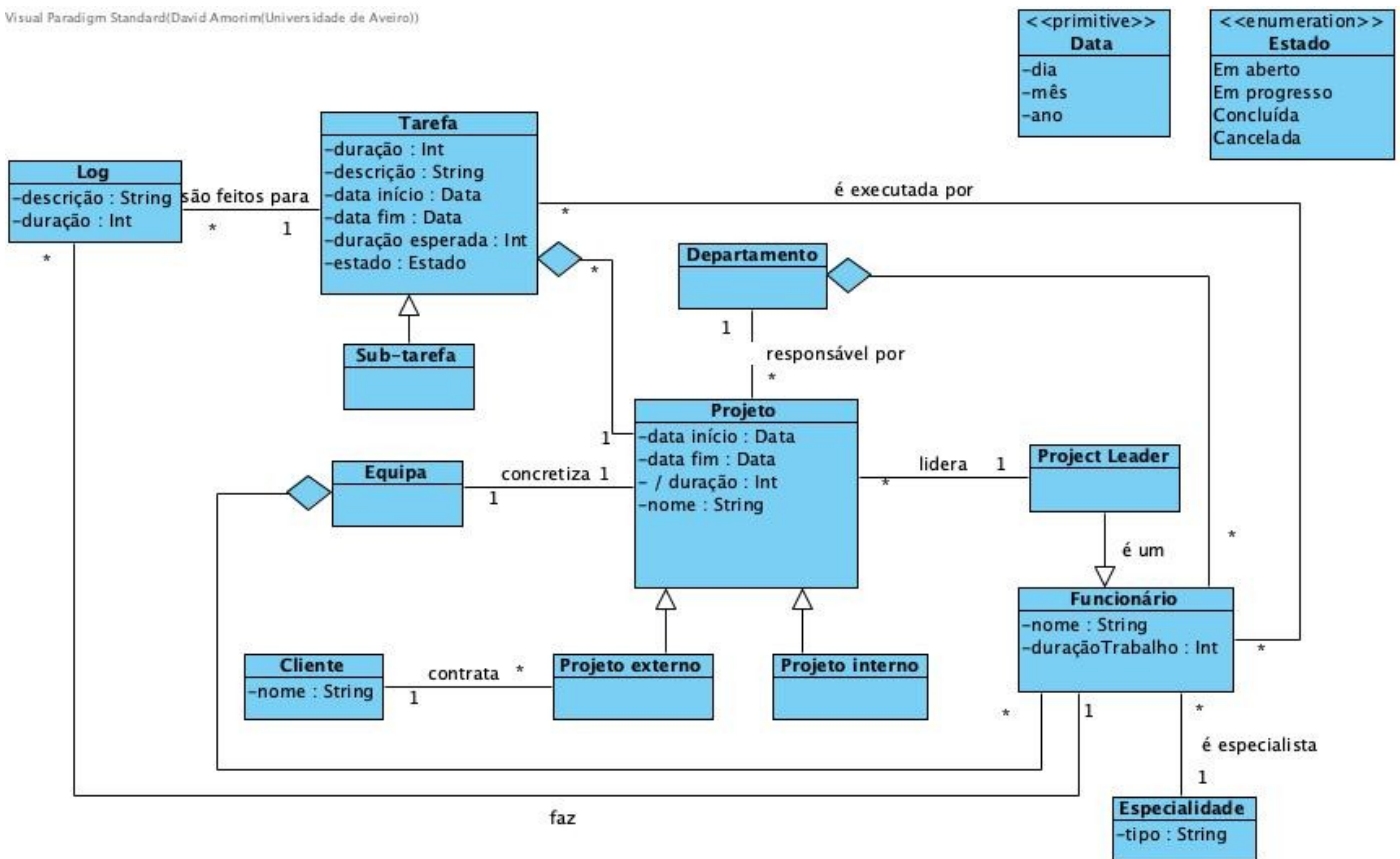 Visual Paradigm Standard(David Amorim(Universidade de Aveiro))
<<primitive>>
Data
-dia
-mês
-ano
<<enumeration>>
Estado
Em aberto
Em progresso
Concluída
Cancelada
Tarefa
-duração : Int
-descrição : String
-data início : Data
-data fim : Data
-duração esperada : Int
-estado : Estado
Log
-descrição : String
-duração : Int
são feitos para
*
1
*
é executada por
*
*
Departamento
1
responsável por
*
Sub-tarefa
Projeto
-data início : Data
-data fim : Data
- / duração : Int
-nome : String
1
Equipa
concretiza
1
1
lidera
1
*
Project Leader
é um
*
Funcionário
-nome : String
-duraçãoTrabalho : Int
*
Cliente
-nome : String
contrata
*
1
Projeto externo
Projeto interno
*
1
*
é especialista
1
Especialidade
-tipo : String
faz